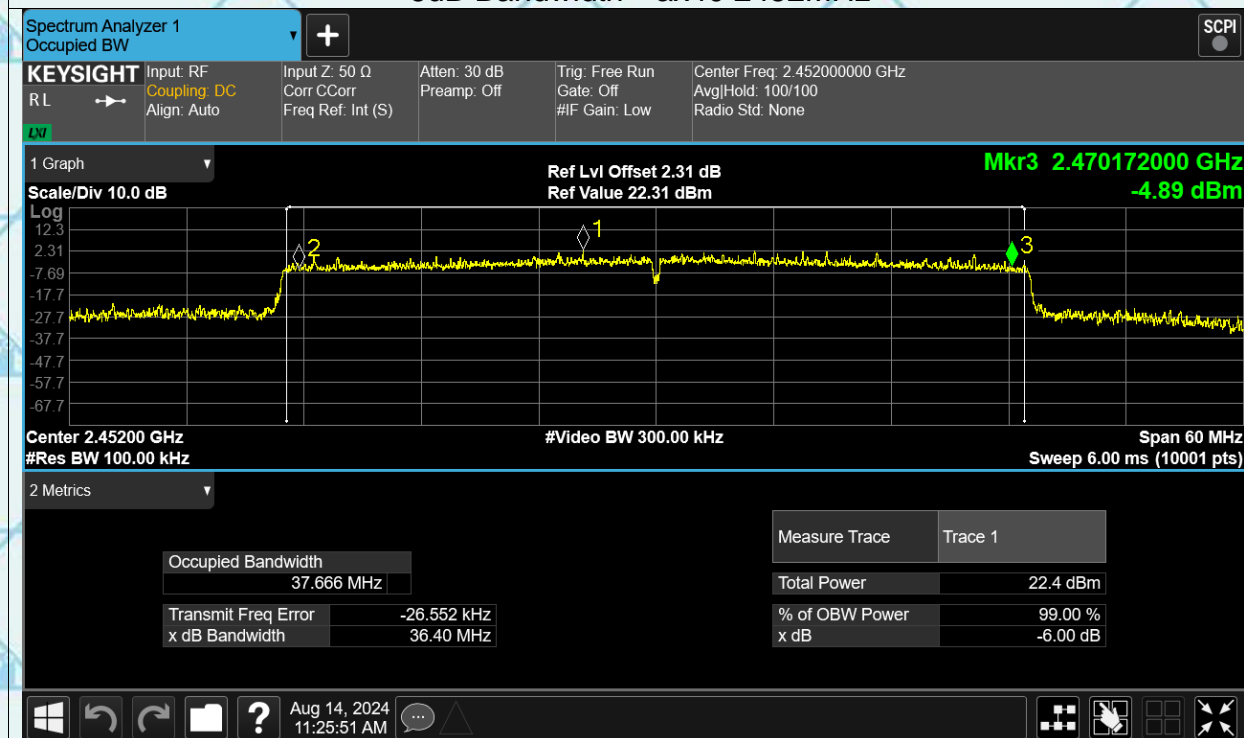 Spectrum Analyzer 1
Occupied BW
SCPI
KEYSIGHT
R L
LXI
Input: RF
Coupling: DC
Align: Auto
Input Z: 50 Ω
Corr CCorr
Freq Ref: Int (S)
Atten: 30 dB
Preamp: Off
Trig: Free Run
Gate: Off
#IF Gain: Low
Center Freq: 2.452000000 GHz
Avg|Hold: 100/100
Radio Std: None
1 Graph
Scale/Div 10.0 dB
Ref Lvl Offset 2.31 dB
Ref Value 22.31 dBm
Mkr3 2.470172000 GHz
-4.89 dBm
Log
12.3
2.31
-7.69
-17.7
-27.7
-37.7
-47.7
-57.7
-67.7
2
1
3
Center 2.45200 GHz
#Video BW 300.00 kHz
Span 60 MHz
#Res BW 100.00 kHz
Sweep 6.00 ms (10001 pts)
2 Metrics
Occupied Bandwidth
37.666 MHz
Transmit Freq Error -26.552 kHz
x dB Bandwidth 36.40 MHz
Measure Trace Trace 1
Total Power 22.4 dBm
% of OBW Power 99.00 %
x dB -6.00 dB
?
Aug 14, 2024
11:25:51 AM